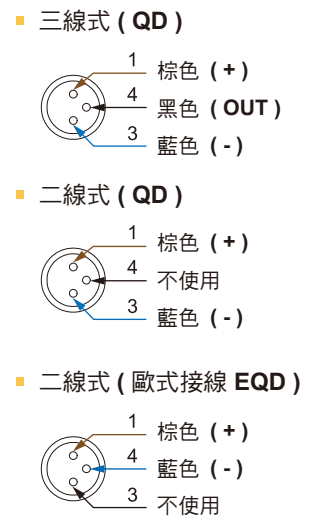 三線式 ( QD )
1 棕色 ( + )
4 黑色 ( OUT )
3 藍色 ( - )
二線式 ( QD )
1 棕色 ( + )
4 不使用
3 藍色 ( - )
二線式 ( 歐式接線 EQD )
1 棕色 ( + )
4 藍色 ( - )
3 不使用